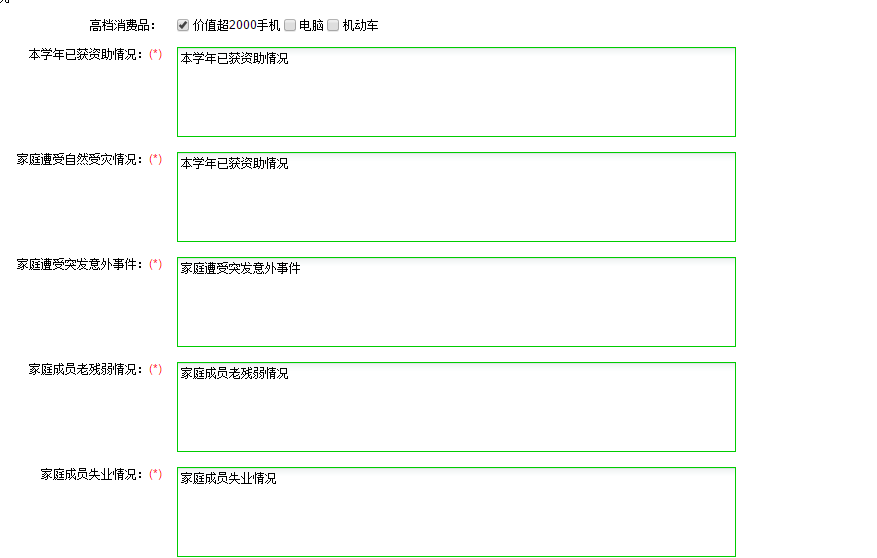 高档消费品： 价值超2000手机 电脑 机动车
本学年已获资助情况：(*) 本学年已获资助情况
家庭遭受自然受灾情况：(*) 本学年已获资助情况
家庭遭受突发意外事件：(*) 家庭遭受突发意外事件
家庭成员老残弱情况：(*) 家庭成员老残弱情况
家庭成员失业情况：(*) 家庭成员失业情况